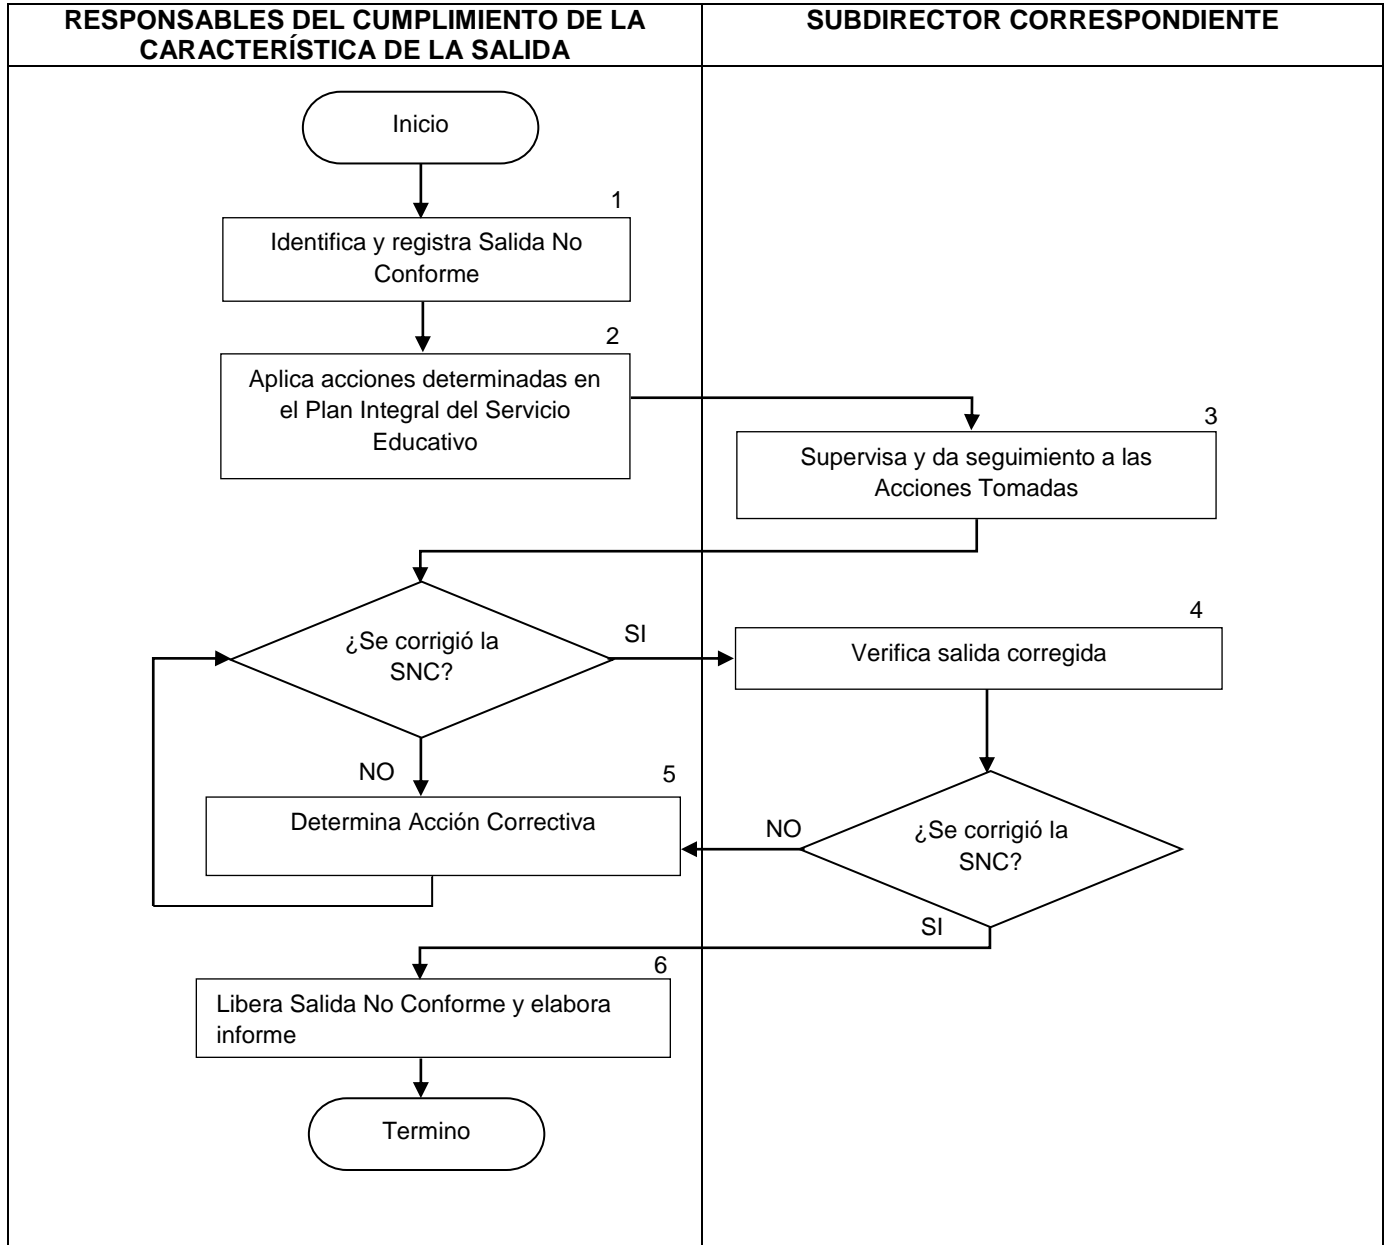 RESPONSABLES DEL CUMPLIMIENTO DE LA
CARACTERÍSTICA DE LA SALIDA
SUBDIRECTOR CORRESPONDIENTE
Inicio
1
Identifica y registra Salida No
Conforme
2
Aplica acciones determinadas en
el Plan Integral del Servicio
Educativo
3
Supervisa y da seguimiento a las
Acciones Tomadas
¿Se corrigió la
SNC?
SI
4
Verifica salida corregida
NO
5
Determina Acción Correctiva
NO
¿Se corrigió la
SNC?
SI
6
Libera Salida No Conforme y elabora
informe
Termino